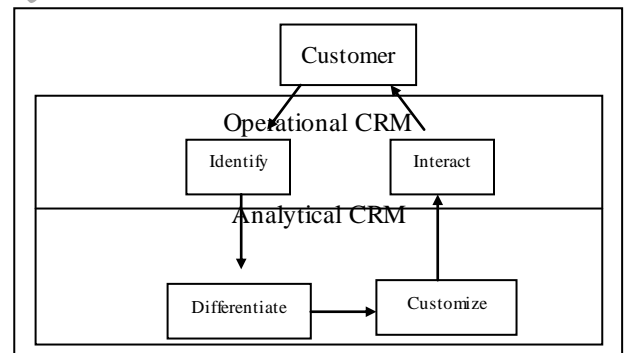 Customer
Operational CRM
Identify
Interact
Analytical CRM
Differentiate
Customize